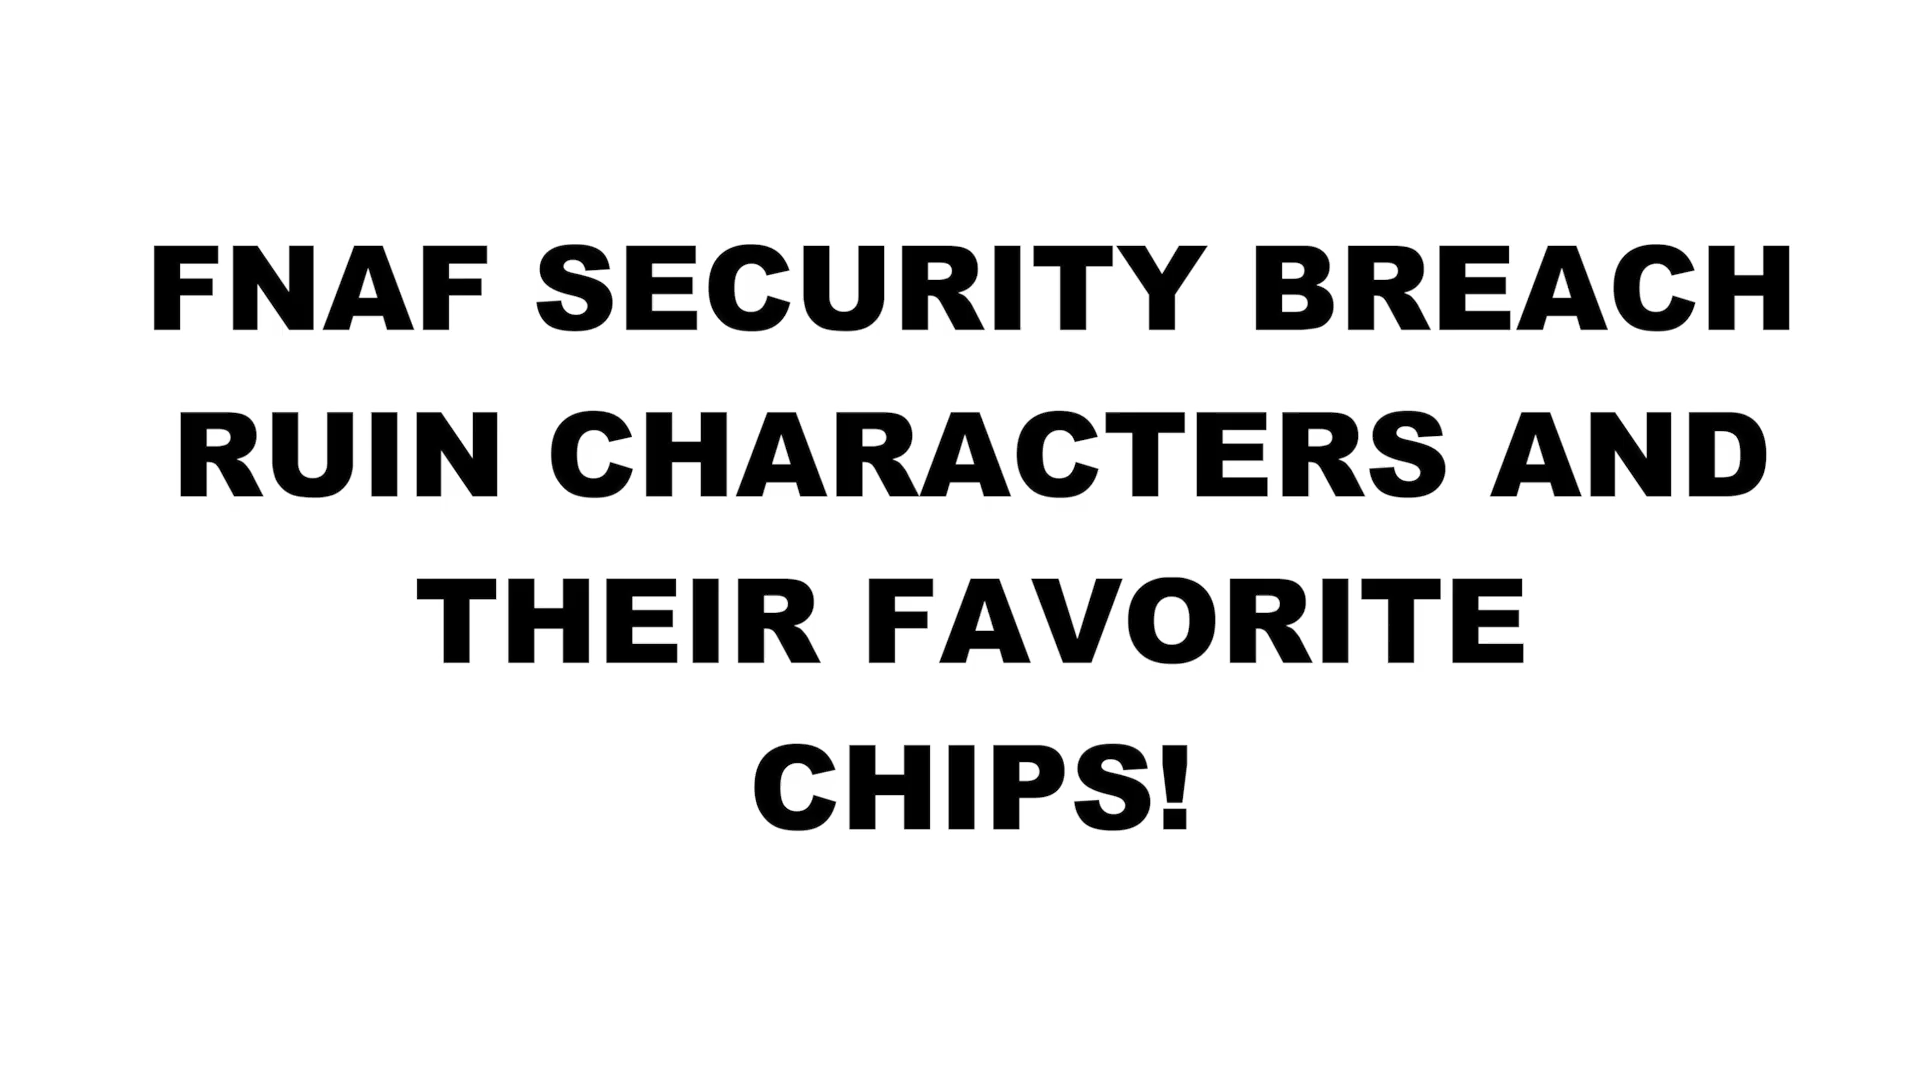 FNAF SECURITY BREACH
RUIN CHARACTERS AND
THEIR FAVORITE
CHIPS!